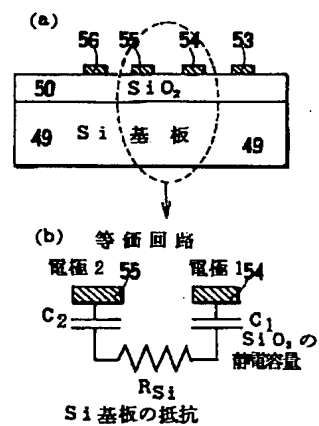 (a)
56 55 54 53
50 SiO₂
49 Si 基 板 49
(b) 等価回路
電極2 55 電極1 54
C₂ C₁
SiO₂の
静電容量
R_Si
Si基板の抵抗